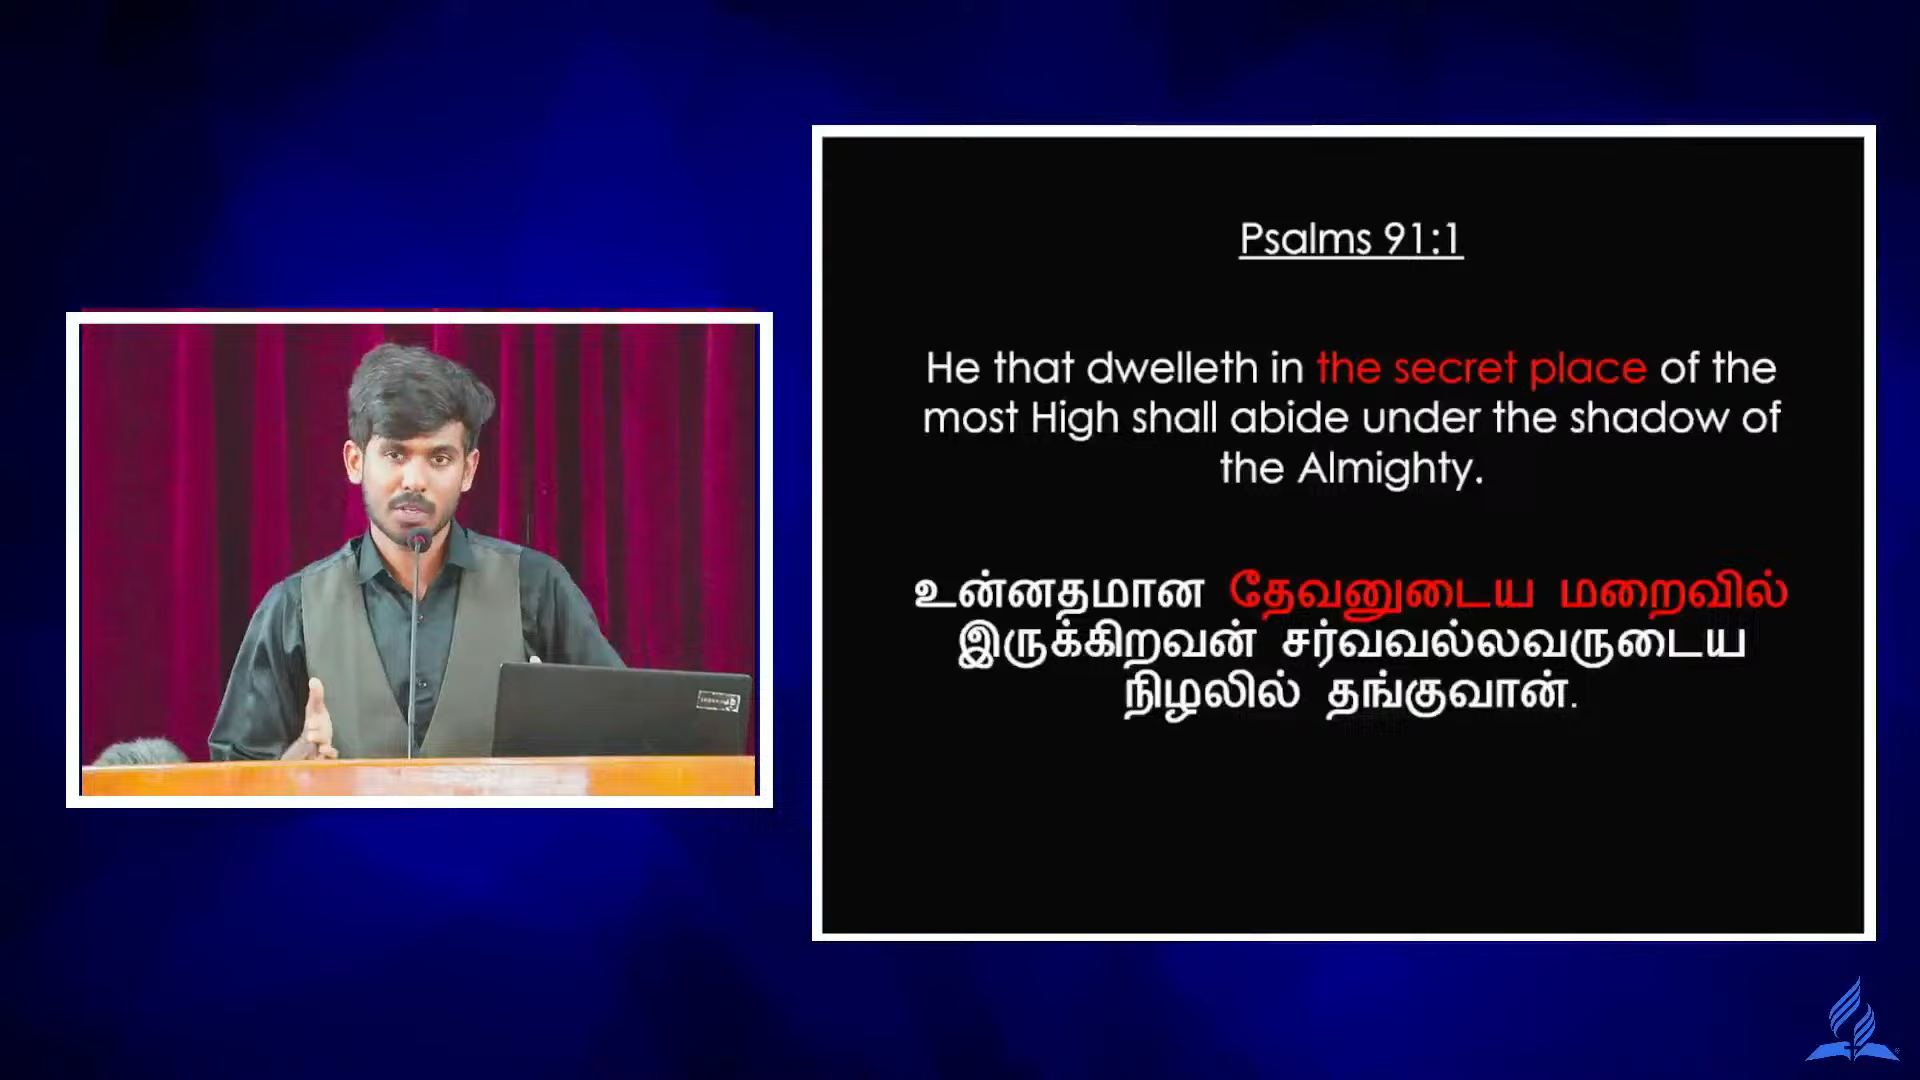 Psalms 91:1
He that dwelleth in the secret place of the
most High shall abide under the shadow of
the Almighty.
உன்னதமான தேவனுடைய மறைவில்
இருக்கிறவன் சர்வவல்லவருடைய
நிழலில் தங்குவான்.